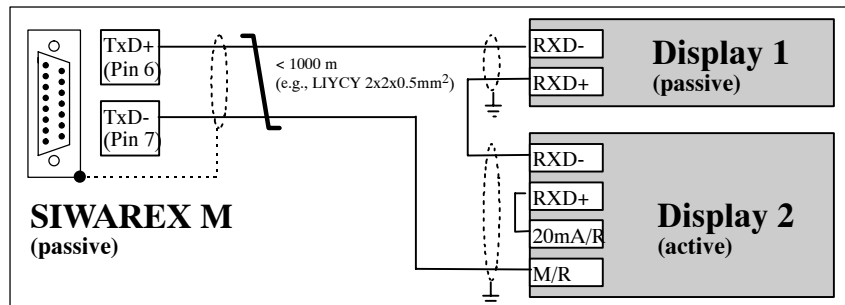 TxD+
(Pin 6)
TxD-
(Pin 7)
< 1000 m
(e.g., LIYCY 2x2x0.5mm²)
SIWAREX M
(passive)
RXD-
RXD+
Display 1
(passive)
RXD-
RXD+
20mA/R
M/R
Display 2
(active)